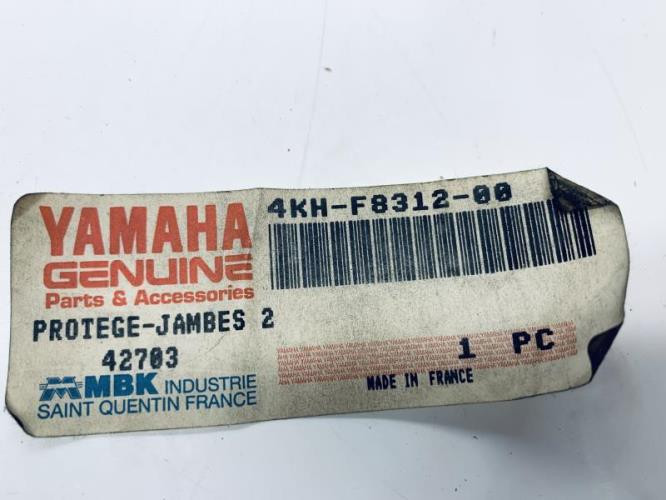 YAMAHA
GENUINE
Parts & Accessories
PROTEGE-JAMBES 2
42703
MBK INDUSTRIE
SAINT QUENTIN FRANCE
4KH-F8312-00
1 PC
MADE IN FRANCE